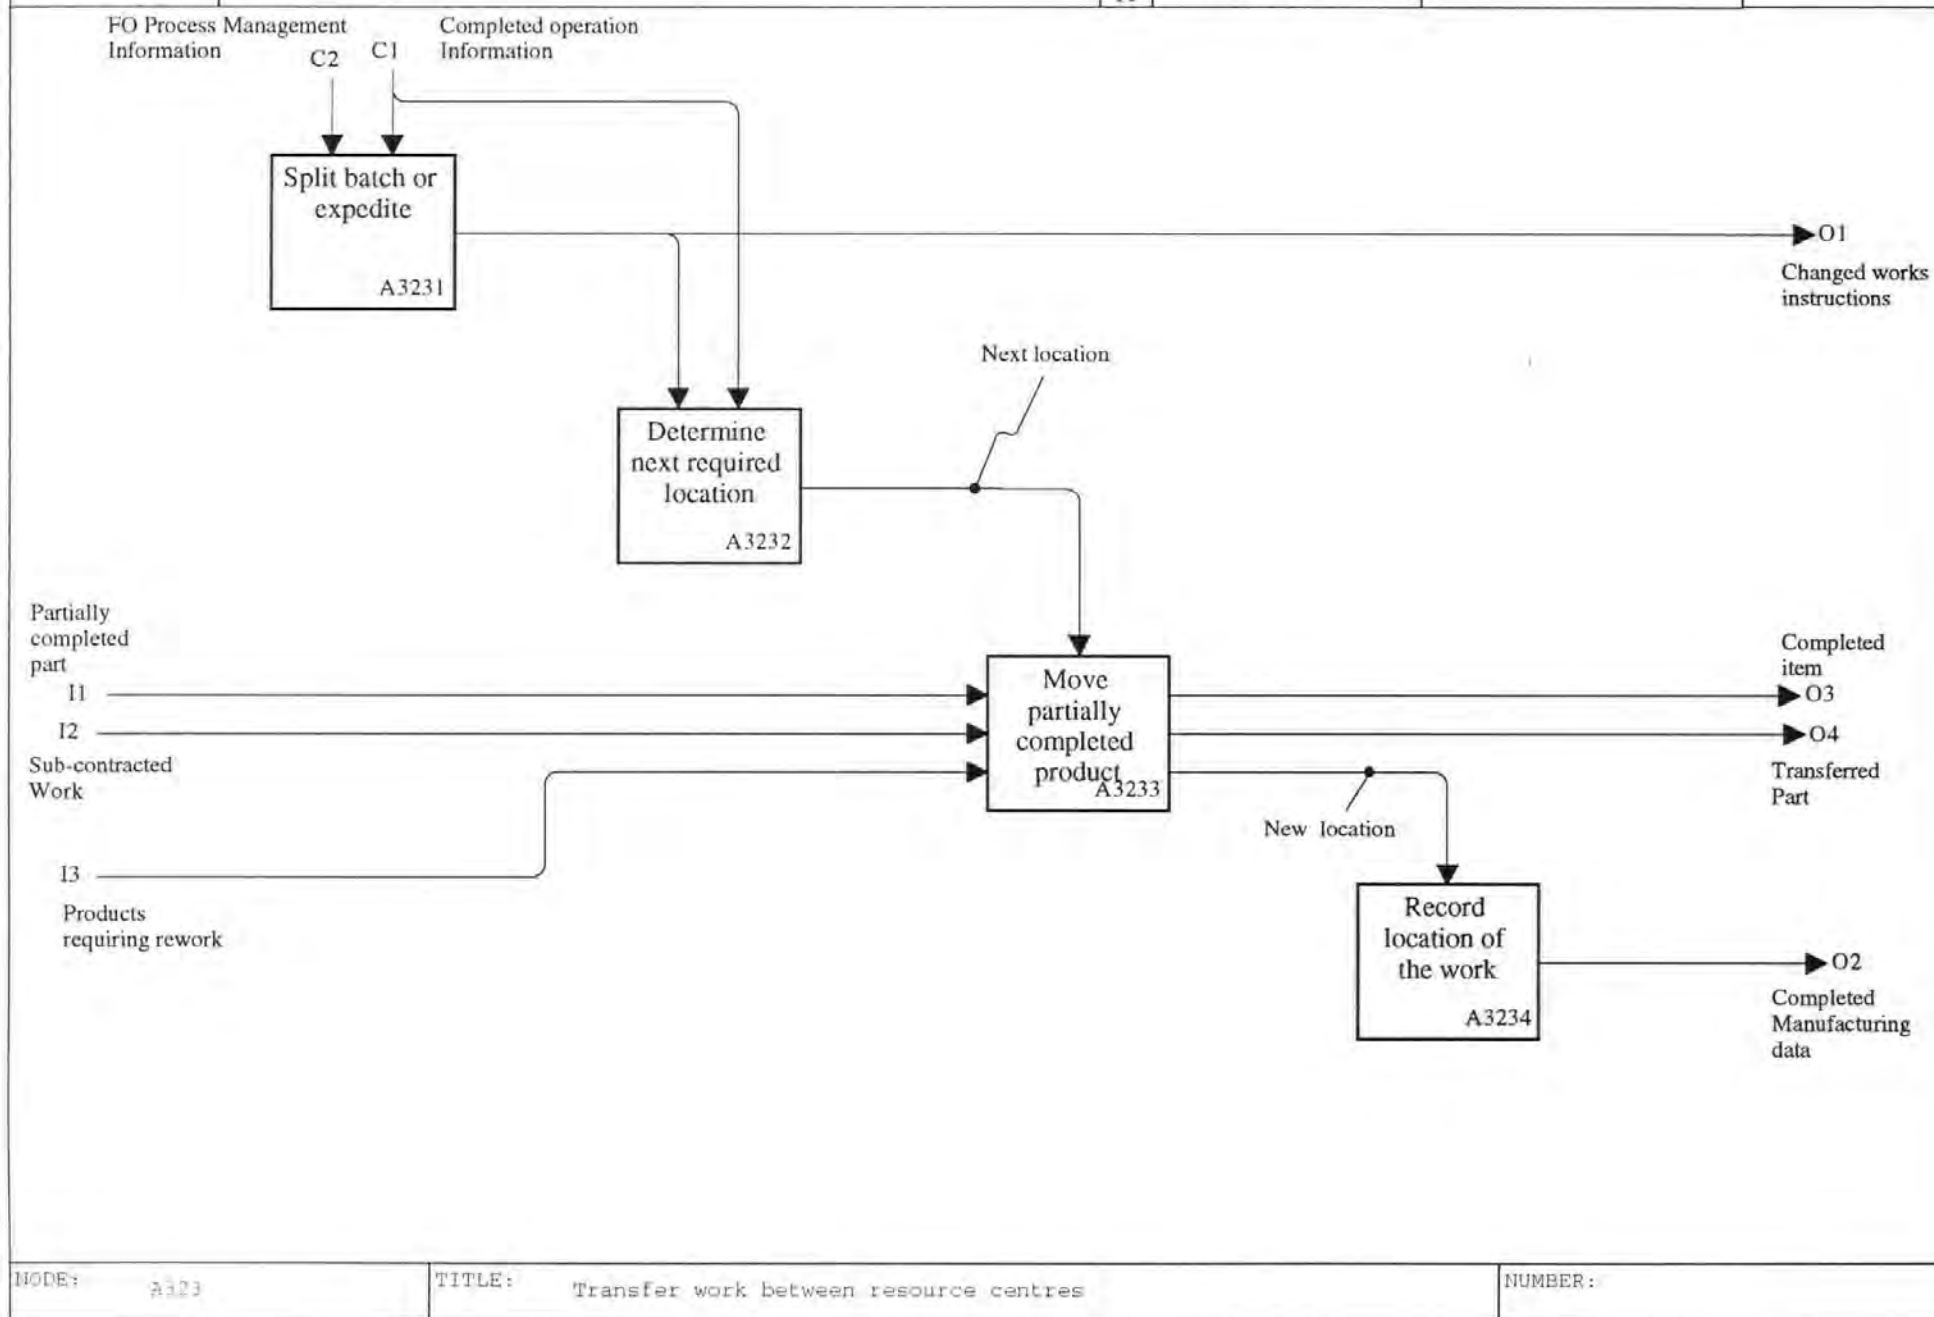 FO Process Management
Information
C2
C1
Completed operation
Information
Split batch or
expedite
A3231
O1
Changed works
instructions
Next location
Determine
next required
location
A3232
Partially
completed
part
I1
I2
Sub-contracted
Work
I3
Products
requiring rework
Move
partially
completed
product
A3233
Completed
item
O3
O4
Transferred
Part
New location
Record
location of
the work
A3234
O2
Completed
Manufacturing
data
NODE:
A323
TITLE:
Transfer work between resource centres
NUMBER: